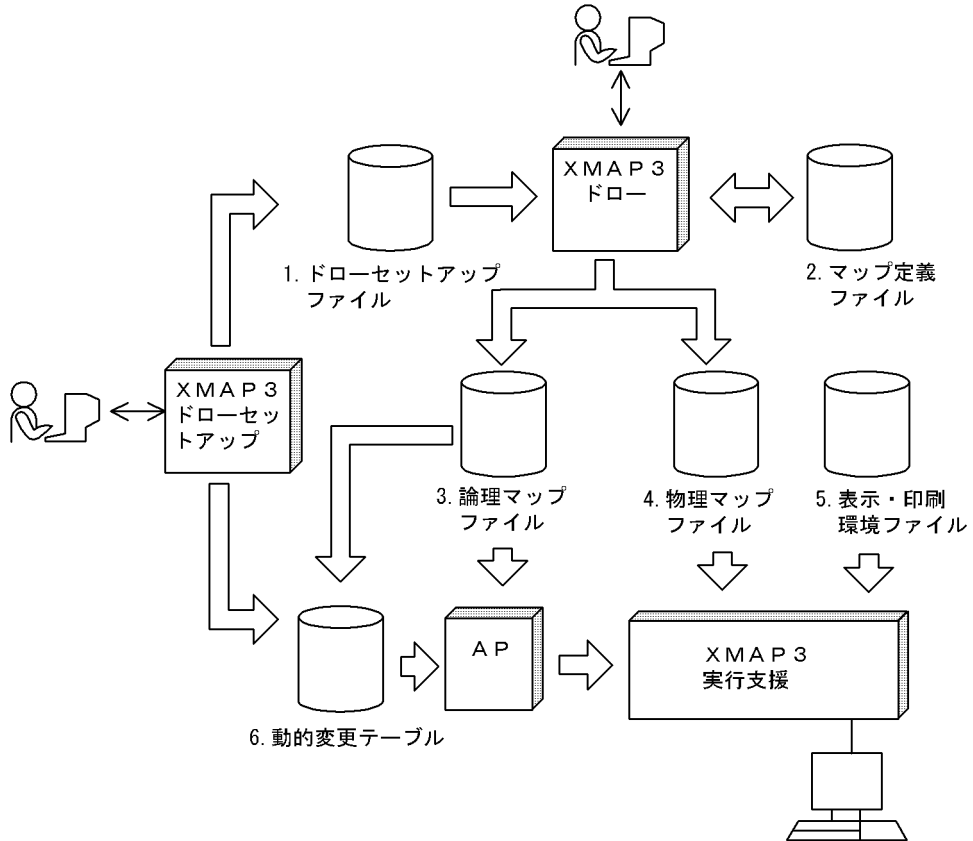 ＸＭＡＰ３
ドロー
1. ドローセットアップ
ファイル
2. マップ定義
ファイル
ＸＭＡＰ３
ドローセッ
トアップ
3. 論理マップ
ファイル
4. 物理マップ
ファイル
5. 表示・印刷
環境ファイル
ＡＰ
ＸＭＡＰ３
実行支援
6. 動的変更テーブル